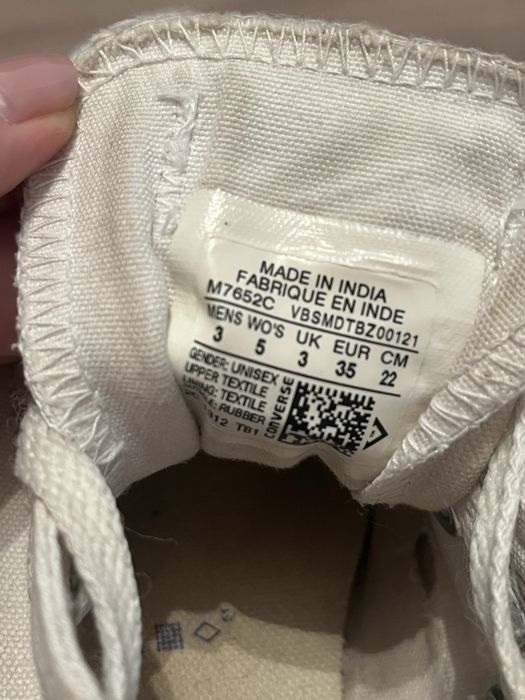 MADE IN INDIA
FABRIQUE EN INDE
M7652C VBSMDTBZ00121
MENS WO'S UK EUR CM
3 5 3 35 22
GENDER: UNISEX
UPPER TEXTILE
LINING: TEXTILE
RUBBER
T81
CONVERSE